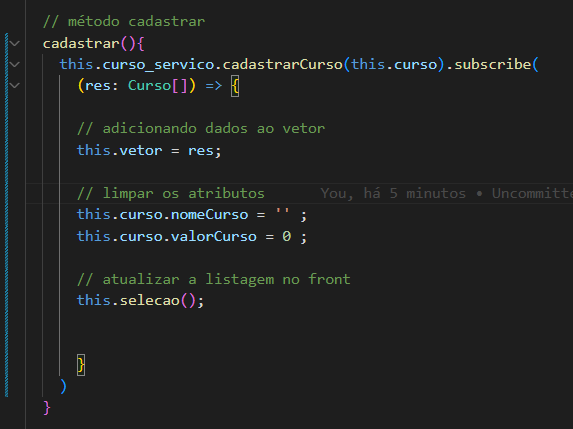 // método cadastrar
cadastrar(){
this.curso_servico.cadastrarCurso(this.curso).subscribe(
(res: Curso[]) => {
// adicionando dados ao vetor
this.vetor = res;
// limpar os atributos You, há 5 minutos • Uncommitte
this.curso.nomeCurso = '' ;
this.curso.valorCurso = 0 ;
// atualizar a listagem no front
this.selecao();
}
)
}